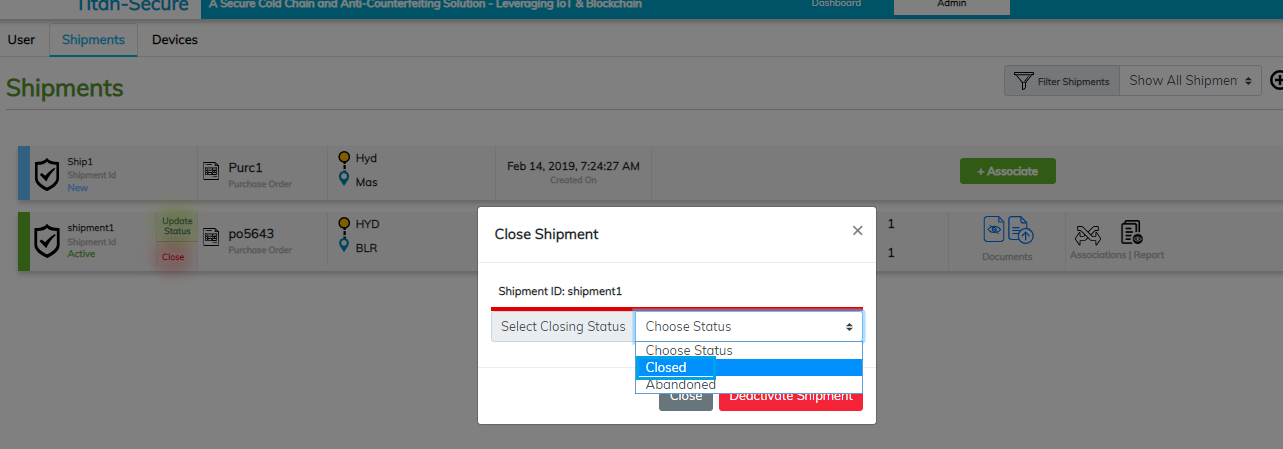 Titan-Secure
A Secure Cold Chain and Anti-Counterfeiting Solution - Leveraging IoT & Blockchain
Dashboard
Admin
User
Shipments
Devices
Shipments
Filter Shipments
Show All Shipmen
Ship1
Shipment Id
New
Purc1
Purchase Order
Hyd
Mas
Feb 14, 2019, 7:24:27 AM
Created On
+ Associate
shipment1
Shipment Id
Active
Update
Status
Close
po5643
Purchase Order
HYD
BLR
1
1
Documents
Associations | Report
Close Shipment
×
Shipment ID: shipment1
Select Closing Status
Choose Status
Choose Status
Closed
Abandoned
Close
Deactivate Shipment